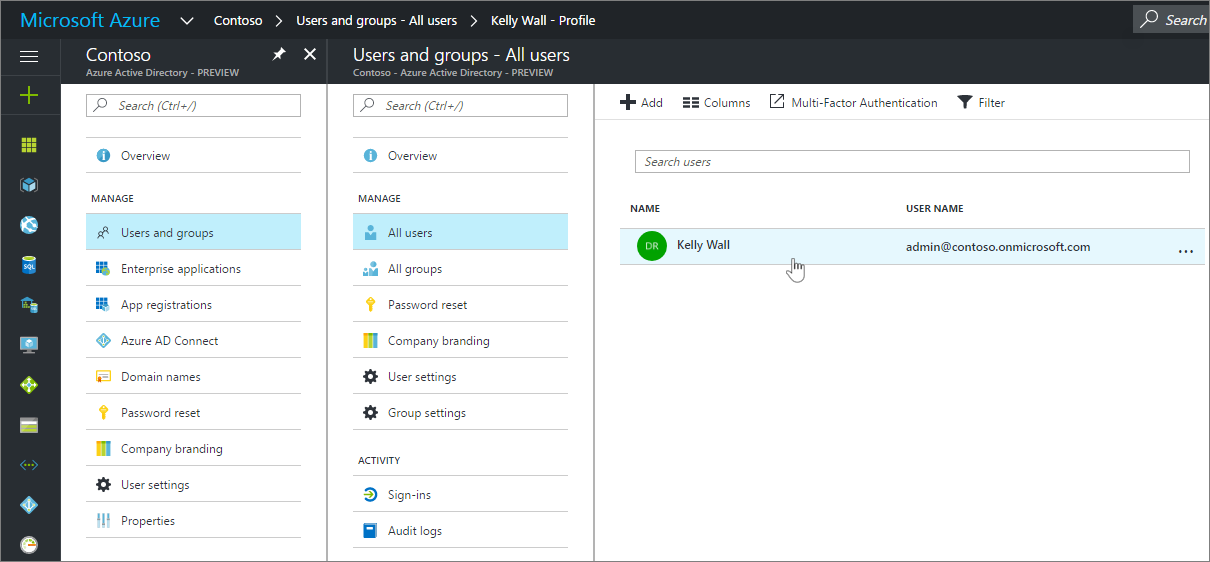 Microsoft Azure Contoso Users and groups - All users Kelly Wall - Profile Search
Contoso
Azure Active Directory - PREVIEW
Search (Ctrl+/)
Overview
MANAGE
Users and groups
Enterprise applications
App registrations
Azure AD Connect
Domain names
Password reset
Company branding
User settings
Properties
Users and groups - All users
Contoso - Azure Active Directory - PREVIEW
Search (Ctrl+/)
Overview
MANAGE
All users
All groups
Password reset
Company branding
User settings
Group settings
ACTIVITY
Sign-ins
Audit logs
Add Columns Multi-Factor Authentication Filter
Search users
NAME USER NAME
DR Kelly Wall admin@contoso.onmicrosoft.com ...
SQL